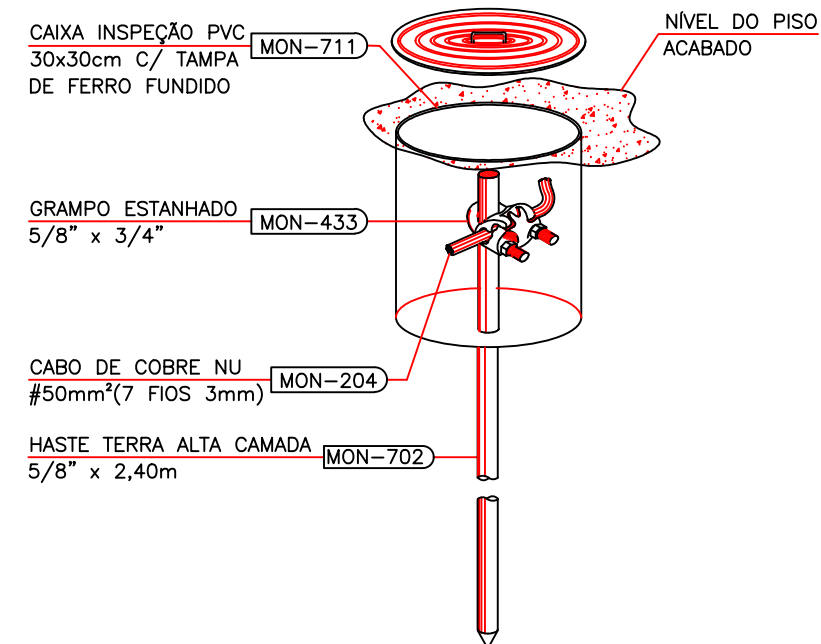 CAIXA INSPEÇÃO PVC
30x30cm C/ TAMPA
DE FERRO FUNDIDO
MON-711
NÍVEL DO PISO
ACABADO
GRAMPO ESTANHADO
5/8" x 3/4"
MON-433
CABO DE COBRE NU
#50mm²(7 FIOS 3mm)
MON-204
HASTE TERRA ALTA CAMADA
5/8" x 2,40m
MON-702